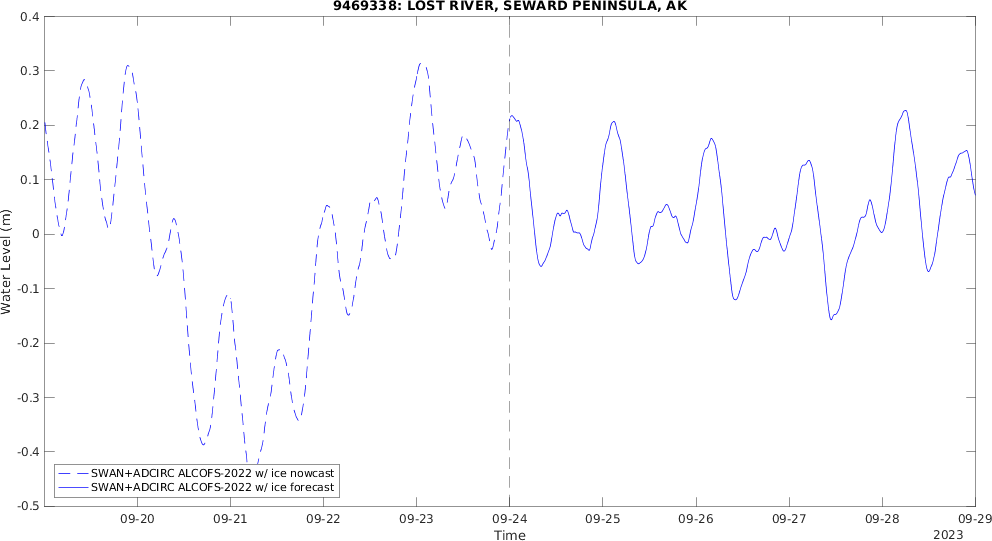 9469338: LOST RIVER, SEWARD PENINSULA, AK
Water Level (m)
0.4
0.3
0.2
0.1
0
-0.1
-0.2
-0.3
-0.4
-0.5
SWAN+ADCIRC ALCOFS-2022 w/ ice nowcast
SWAN+ADCIRC ALCOFS-2022 w/ ice forecast
09-20 09-21 09-22 09-23 09-24 09-25 09-26 09-27 09-28 09-29
Time
2023